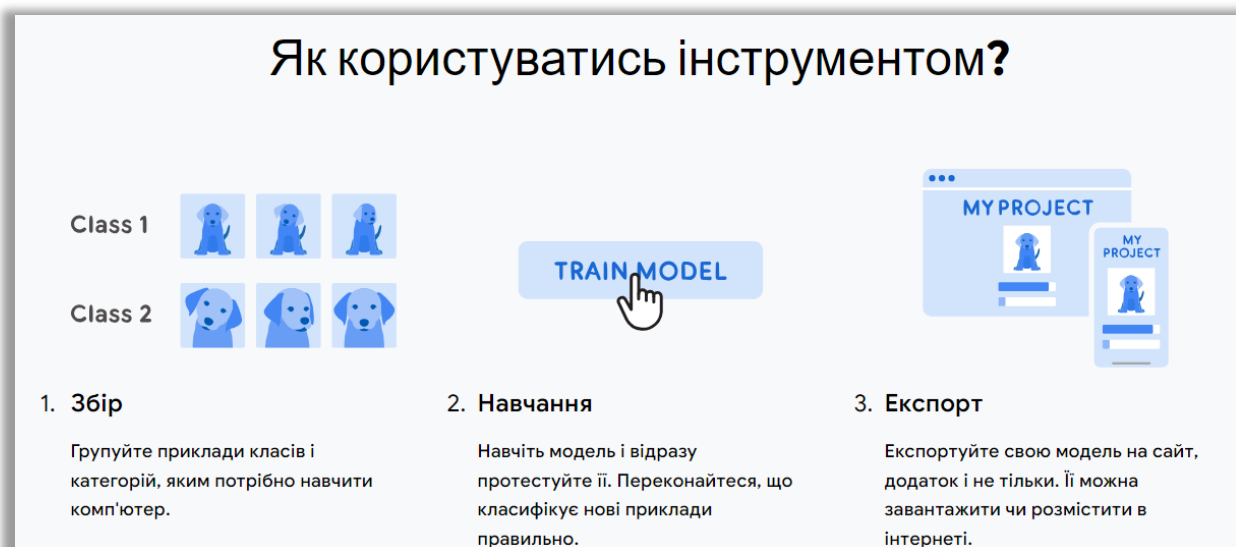 Як користуватись інструментом?
Class 1
Class 2
TRAIN MODEL
MY PROJECT
MY
PROJECT
1. Збір
Групуйте приклади класів і
категорій, яким потрібно навчити
комп'ютер.
2. Навчання
Навчіть модель і відразу
протестуйте її. Переконайтеся, що
класифікує нові приклади
правильно.
3. Експорт
Експортуйте свою модель на сайт,
додаток і не тільки. Її можна
завантажити чи розмістити в
інтернеті.